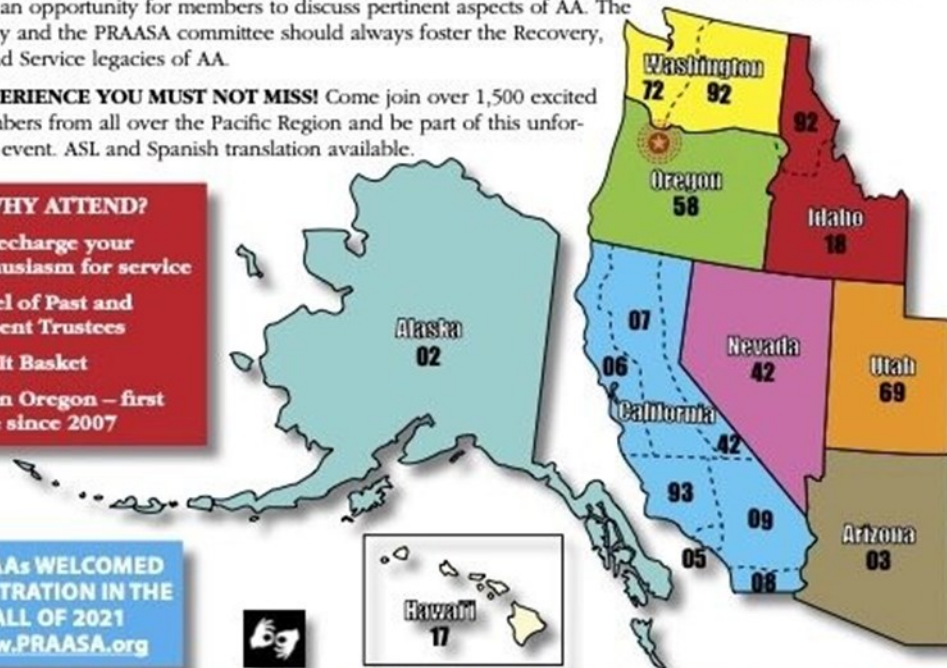 an opportunity for members to discuss pertinent aspects of AA. The
y and the PRAASA committee should always foster the Recovery,
d Service legacies of AA.
ERIENCE YOU MUST NOT MISS! Come join over 1,500 excited
bers from all over the Pacific Region and be part of this unfor-
event. ASL and Spanish translation available.
HY ATTEND?
echarge your
usiasm for service
el of Past and
ent Trustees
lt Basket
n Oregon – first
since 2007
As WELCOMED
TRATION IN THE
ALL OF 2021
w.PRAASA.org
Alaska
02
Hawai'i
17
Washington
72 92
92
Oregon
58
Idaho
18
07
06
California
42
93
09
05
08
Nevada
42
Utah
69
Arizona
03